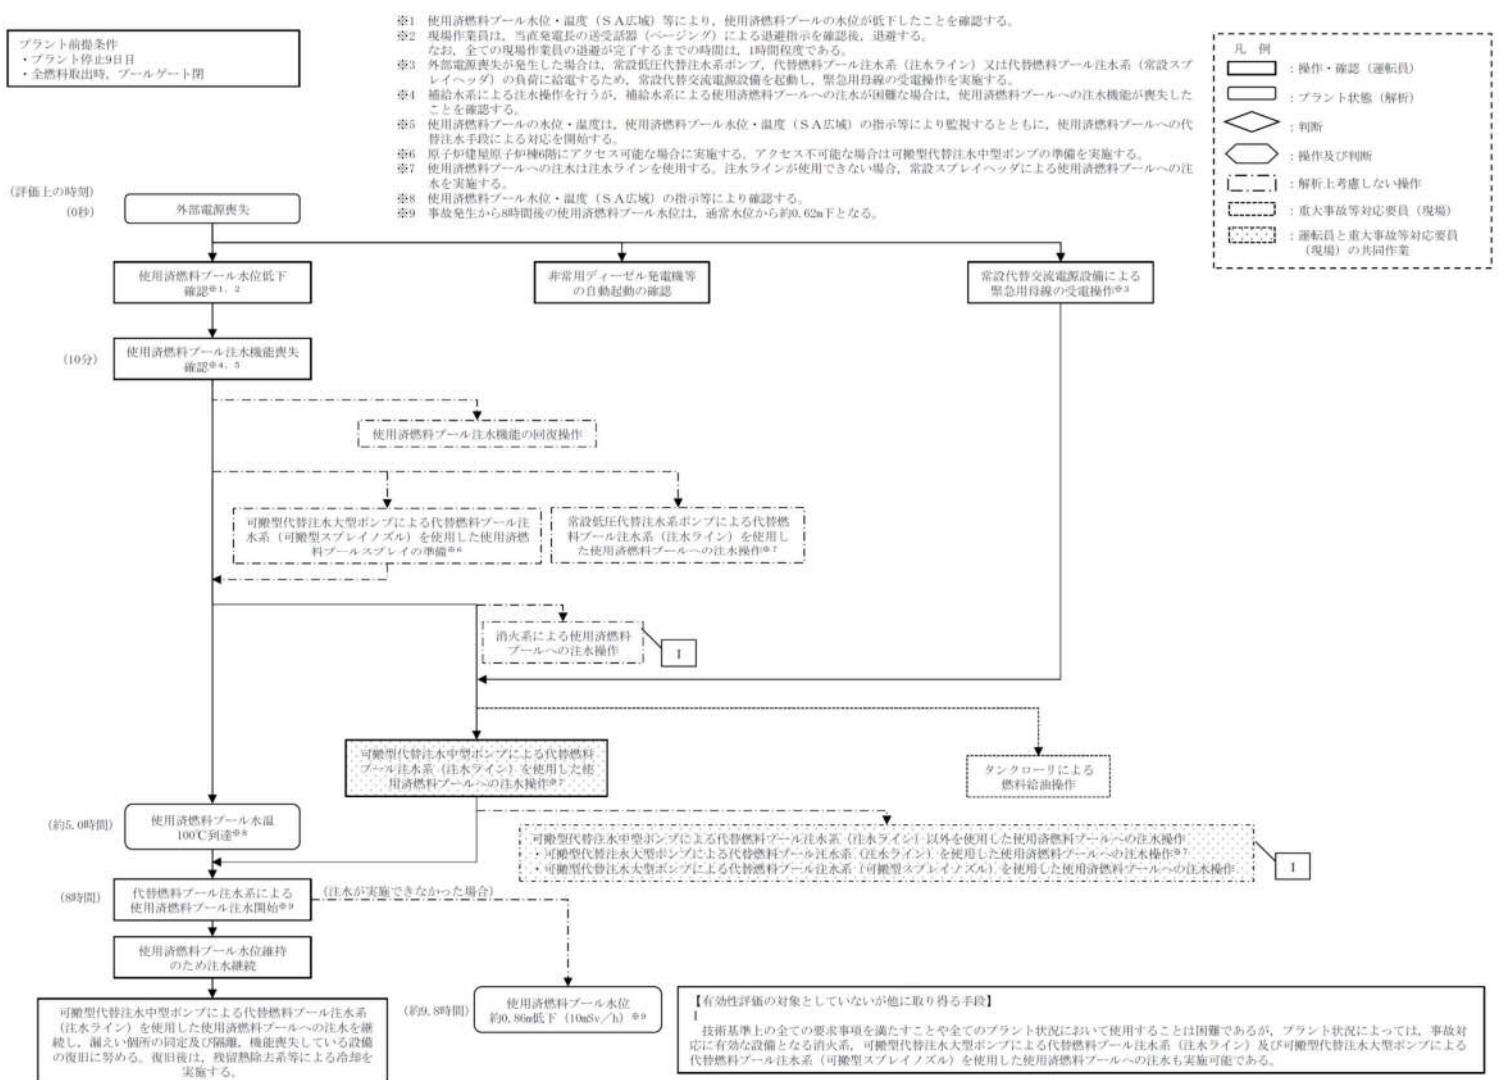 プラント前提条件
・プラント停止9日目
・全燃料取出時，プールゲート閉
※1　使用済燃料プール水位・温度（ＳＡ広域）等により，使用済燃料プールの水位が低下したことを確認する。
※2　現場作業員は，当直発電長の送受話器（ページング）による退避指示を確認後，退避する。
なお，全ての現場作業員の退避が完了するまでの時間は，1時間程度である。
※3　外部電源喪失が発生した場合は，常設低圧代替注水系ポンプ，代替燃料プール注水系（注水ライン）又は代替燃料プール注水系（常設スプ
レイヘッダ）の負荷に給電するため，常設代替交流電源設備を起動し，緊急用母線の受電操作を実施する。
※4　補給水系による注水操作を行うが，補給水系による使用済燃料プールへの注水が困難な場合は，使用済燃料プールへの注水機能が喪失した
ことを確認する。
※5　使用済燃料プールの水位・温度は，使用済燃料プール水位・温度（ＳＡ広域）の指示等により監視するとともに，使用済燃料プールへの代
替注水手段による対応を開始する。
※6　原子炉建屋原子炉棟6階にアクセス可能な場合に実施する，アクセス不可能な場合は可搬型代替注水中型ポンプの準備を実施する。
※7　使用済燃料プールへの注水は注水ラインを使用する。注水ラインが使用できない場合，常設スプレイヘッダによる使用済燃料プールへの注
水を実施する。
※8　使用済燃料プール水位・温度（ＳＡ広域）の指示等により確認する。
※9　事故発生から8時間後の使用済燃料プール水位は，通常水位から約0.62m下となる。
凡　例
：操作・確認（運転員）
：プラント状態（解析）
：判断
：操作及び判断
：解析上考慮しない操作
：重大事故等対応要員（現場）
：運転員と重大事故等対応要員
（現場）の共同作業
（評価上の時刻）
（0秒）
外部電源喪失
使用済燃料プール水位低下
確認※1，2
非常用ディーゼル発電機等
の自動起動の確認
常設代替交流電源設備による
緊急用母線の受電操作※3
（10分）
使用済燃料プール注水機能喪失
確認※4，5
使用済燃料プール注水機能の回復操作
可搬型代替注水大型ポンプによる代替燃料プール注
水系（可搬型スプレイノズル）を使用した使用済燃
料プールスプレイの準備※6
常設低圧代替注水系ポンプによる代替燃
料プール注水系（注水ライン）を使用し
た使用済燃料プールへの注水操作※7
消火系による使用済燃料
プールへの注水操作
I
可搬型代替注水中型ポンプによる代替燃料
プール注水系（注水ライン）を使用した使
用済燃料プールへの注水操作※7
タンクローリによる
燃料給油操作
（約5.0時間）
使用済燃料プール水温
100℃到達※8
可搬型代替注水中型ポンプによる代替燃料プール注水系（注水ライン）以外を使用した使用済燃料プールへの注水操作
・可搬型代替注水大型ポンプによる代替燃料プール注水系（注水ライン）を使用した使用済燃料プールへの注水操作※7
・可搬型代替注水大型ポンプによる代替燃料プール注水系（可搬型スプレイノズル）を使用した使用済燃料プールへの注水操作
I
（8時間）
代替燃料プール注水系による
使用済燃料プール注水開始※9
（注水が実施できなかった場合）
使用済燃料プール水位維持
のため注水継続
（約9.8時間）
使用済燃料プール水位
約0.86m低下（10mSv／h）※9
可搬型代替注水中型ポンプによる代替燃料プール注水系
（注水ライン）を使用した使用済燃料プールへの注水を継
続し，漏えい個所の同定及び隔離，機能喪失している設備
の復旧に努める。復旧後は，残留熱除去系等による冷却を
実施する。
【有効性評価の対象としていないが他に取り得る手段】
I
技術基準上の全ての要求事項を満たすことや全てのプラント状況において使用することは困難であるが，プラント状況によっては，事故対
応に有効な設備となる消火系，可搬型代替注水大型ポンプによる代替燃料プール注水系（注水ライン）及び可搬型代替注水大型ポンプによる
代替燃料プール注水系（可搬型スプレイノズル）を使用した使用済燃料プールへの注水も実施可能である。